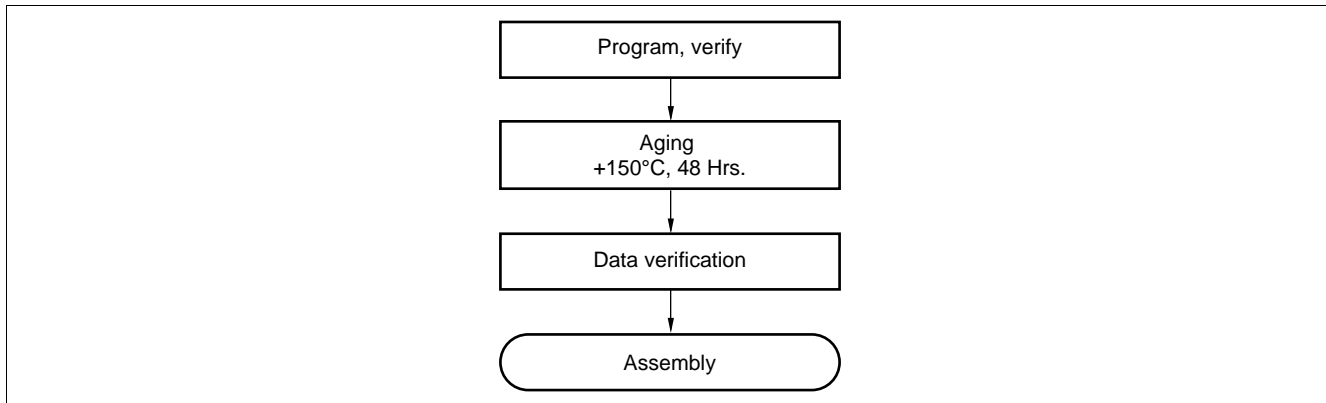 Program, verify
Aging
+150°C, 48 Hrs.
Data verification
Assembly